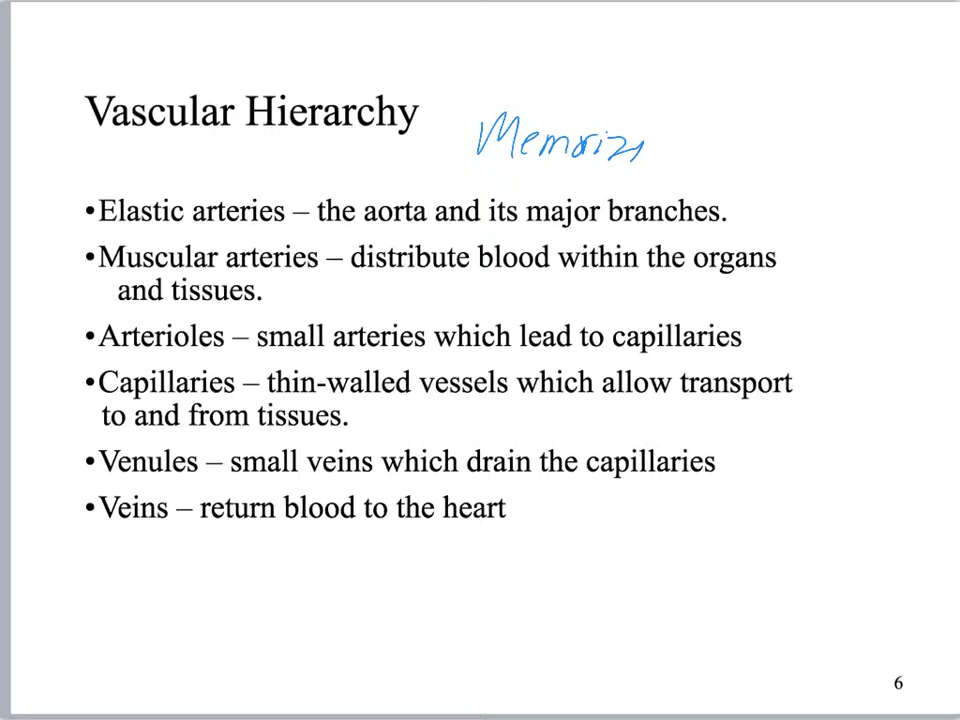 Vascular Hierarchy
Memorize
•Elastic arteries – the aorta and its major branches.
•Muscular arteries – distribute blood within the organs
and tissues.
•Arterioles – small arteries which lead to capillaries
•Capillaries – thin-walled vessels which allow transport
to and from tissues.
•Venules – small veins which drain the capillaries
•Veins – return blood to the heart
6